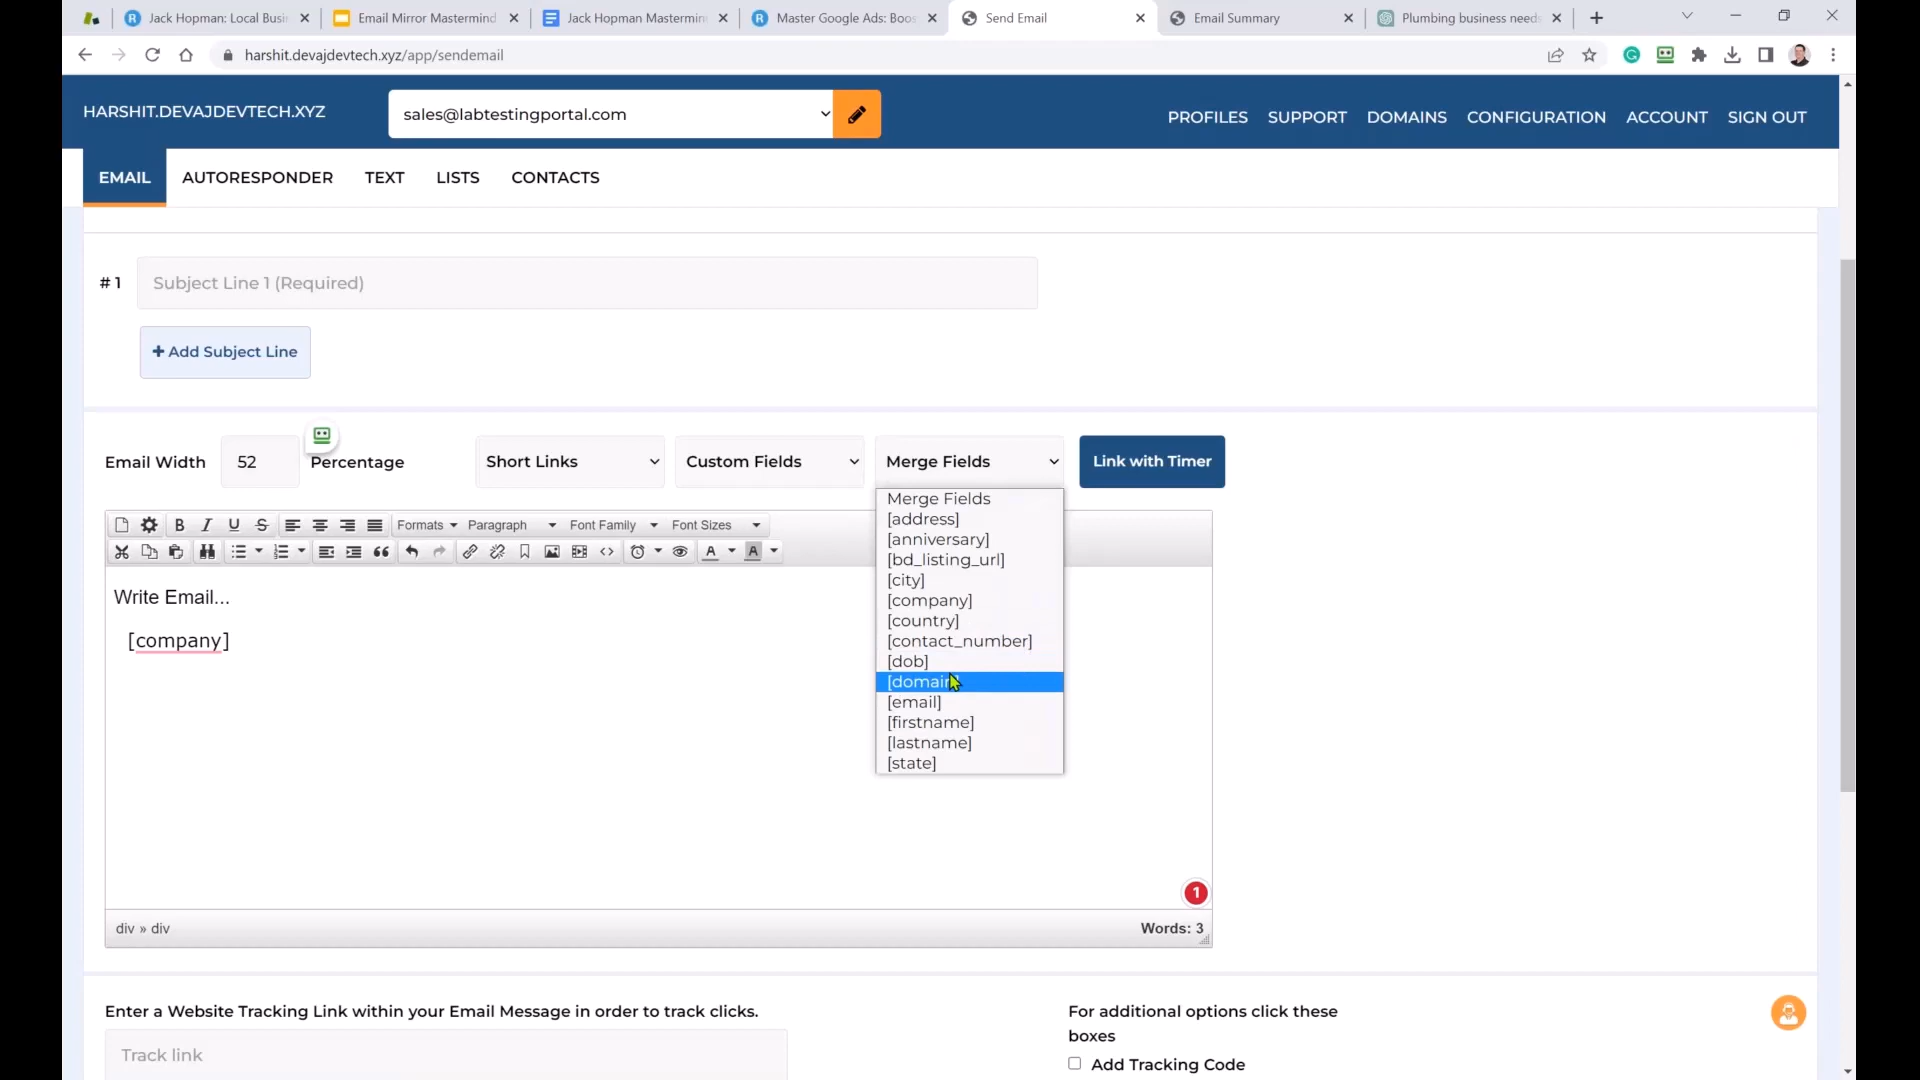 Jack Hopman: Local Busi
Email Mirror Mastermind
Jack Hopman Mastermin
Master Google Ads: Boos
Send Email
Email Summary
Plumbing business needs
harshit.devajdevtech.xyz/app/sendemail
HARSHIT.DEVAJDEVTECH.XYZ
sales@labtestingportal.com
PROFILES SUPPORT DOMAINS CONFIGURATION ACCOUNT SIGN OUT
EMAIL AUTORESPONDER TEXT LISTS CONTACTS
# 1 Subject Line 1 (Required)
+ Add Subject Line
Email Width 52 Percentage Short Links Custom Fields Merge Fields Link with Timer
Merge Fields
[address]
[anniversary]
[bd_listing_url]
[city]
[company]
[country]
[contact_number]
[dob]
[domain]
[email]
[firstname]
[lastname]
[state]
B I U S Formats Paragraph Font Family Font Sizes
A A
Write Email...
[company]
1
div » div Words: 3
Enter a Website Tracking Link within your Email Message in order to track clicks.
Track link
For additional options click these
boxes
Add Tracking Code